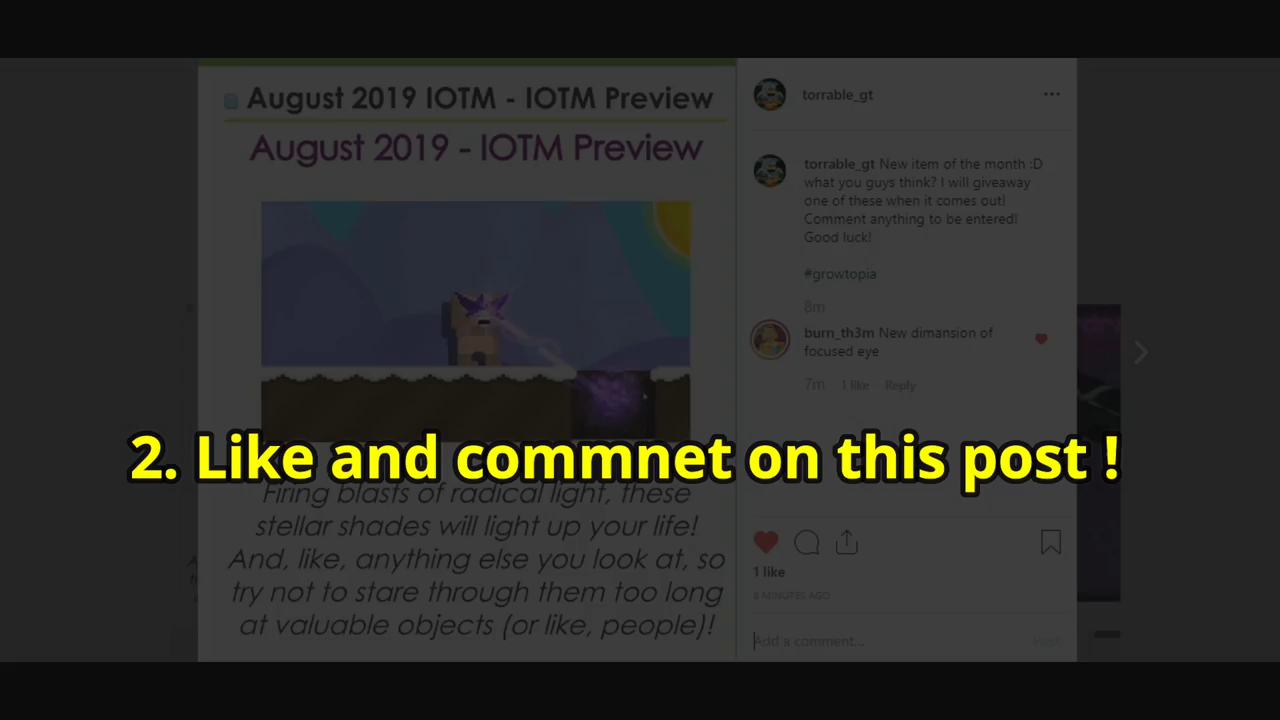 August 2019 IOTM - IOTM Preview
August 2019 - IOTM Preview
2. Like and commnet on this post !
Firing blasts of radical light, these
stellar shades will light up your life!
And, like, anything else you look at, so
try not to stare through them too long
at valuable objects (or like, people)!
torrable_gt
torrable_gt New item of the month :D
what you guys think? I will giveaway
one of these when it comes out!
Comment anything to be entered!
Good luck!
#growtopia
8m
burn_th3m New dimansion of
focused eye
7m 1 like Reply
1 like
8 MINUTES AGO
Add a comment...